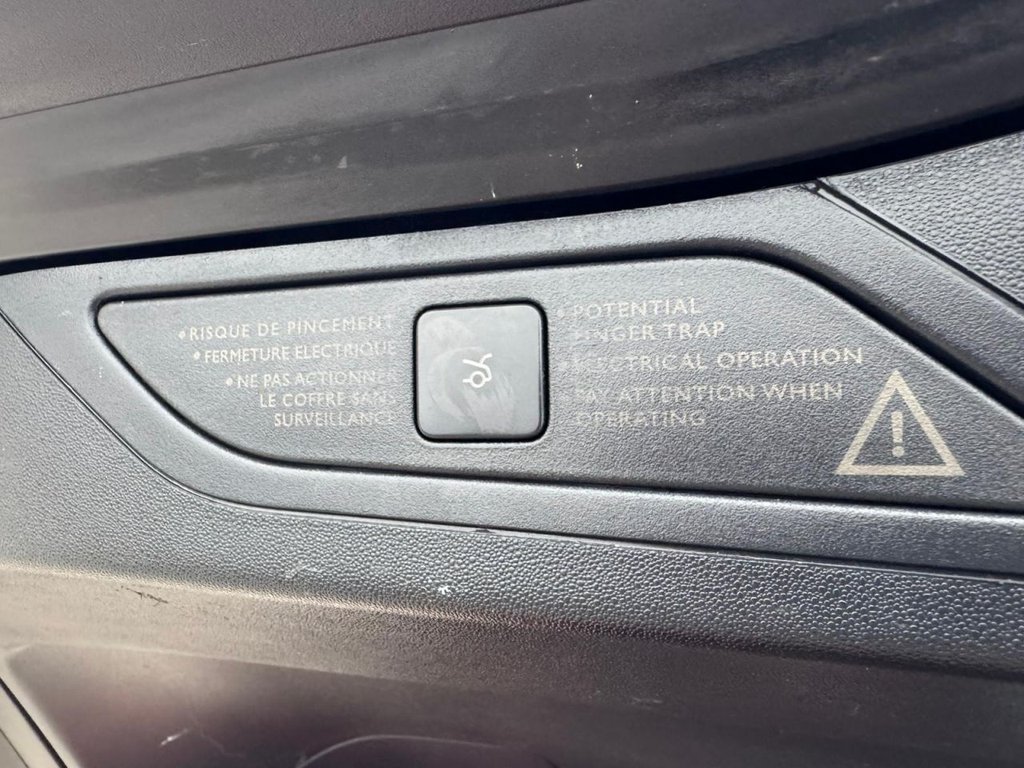 • RISQUE DE PINCEMENT
• FERMETURE ELECTRIQUE
• NE PAS ACTIONNER
LE COFFRE SANS
SURVEILLANCE
• POTENTIAL
FINGER TRAP
• ELECTRICAL OPERATION
PAY ATTENTION WHEN
OPERATING
!